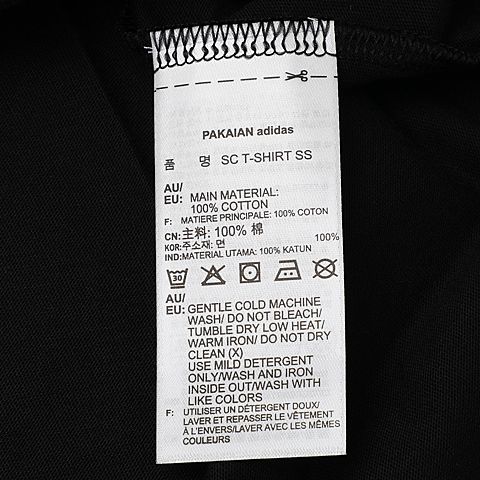 PAKAIAN adidas
품 명 SC T-SHIRT SS
AU/
EU: MAIN MATERIAL:
100% COTTON
F: MATIERE PRINCIPALE: 100% COTON
CN: 主料: 100% 棉
KOR: 주소재: 면 100%
IND: MATERIAL UTAMA: 100% KATUN
30
AU/
EU: GENTLE COLD MACHINE
WASH/ DO NOT BLEACH/
TUMBLE DRY LOW HEAT/
WARM IRON/ DO NOT DRY
CLEAN (X)
USE MILD DETERGENT
ONLY/WASH AND IRON
INSIDE OUT/WASH WITH
LIKE COLORS
F: UTILISER UN DÉTERGENT DOUX/
LAVER ET REPASSER LE VÊTEMENT
À L'ENVERS/LAVER AVEC LES MÊMES
COULEURS